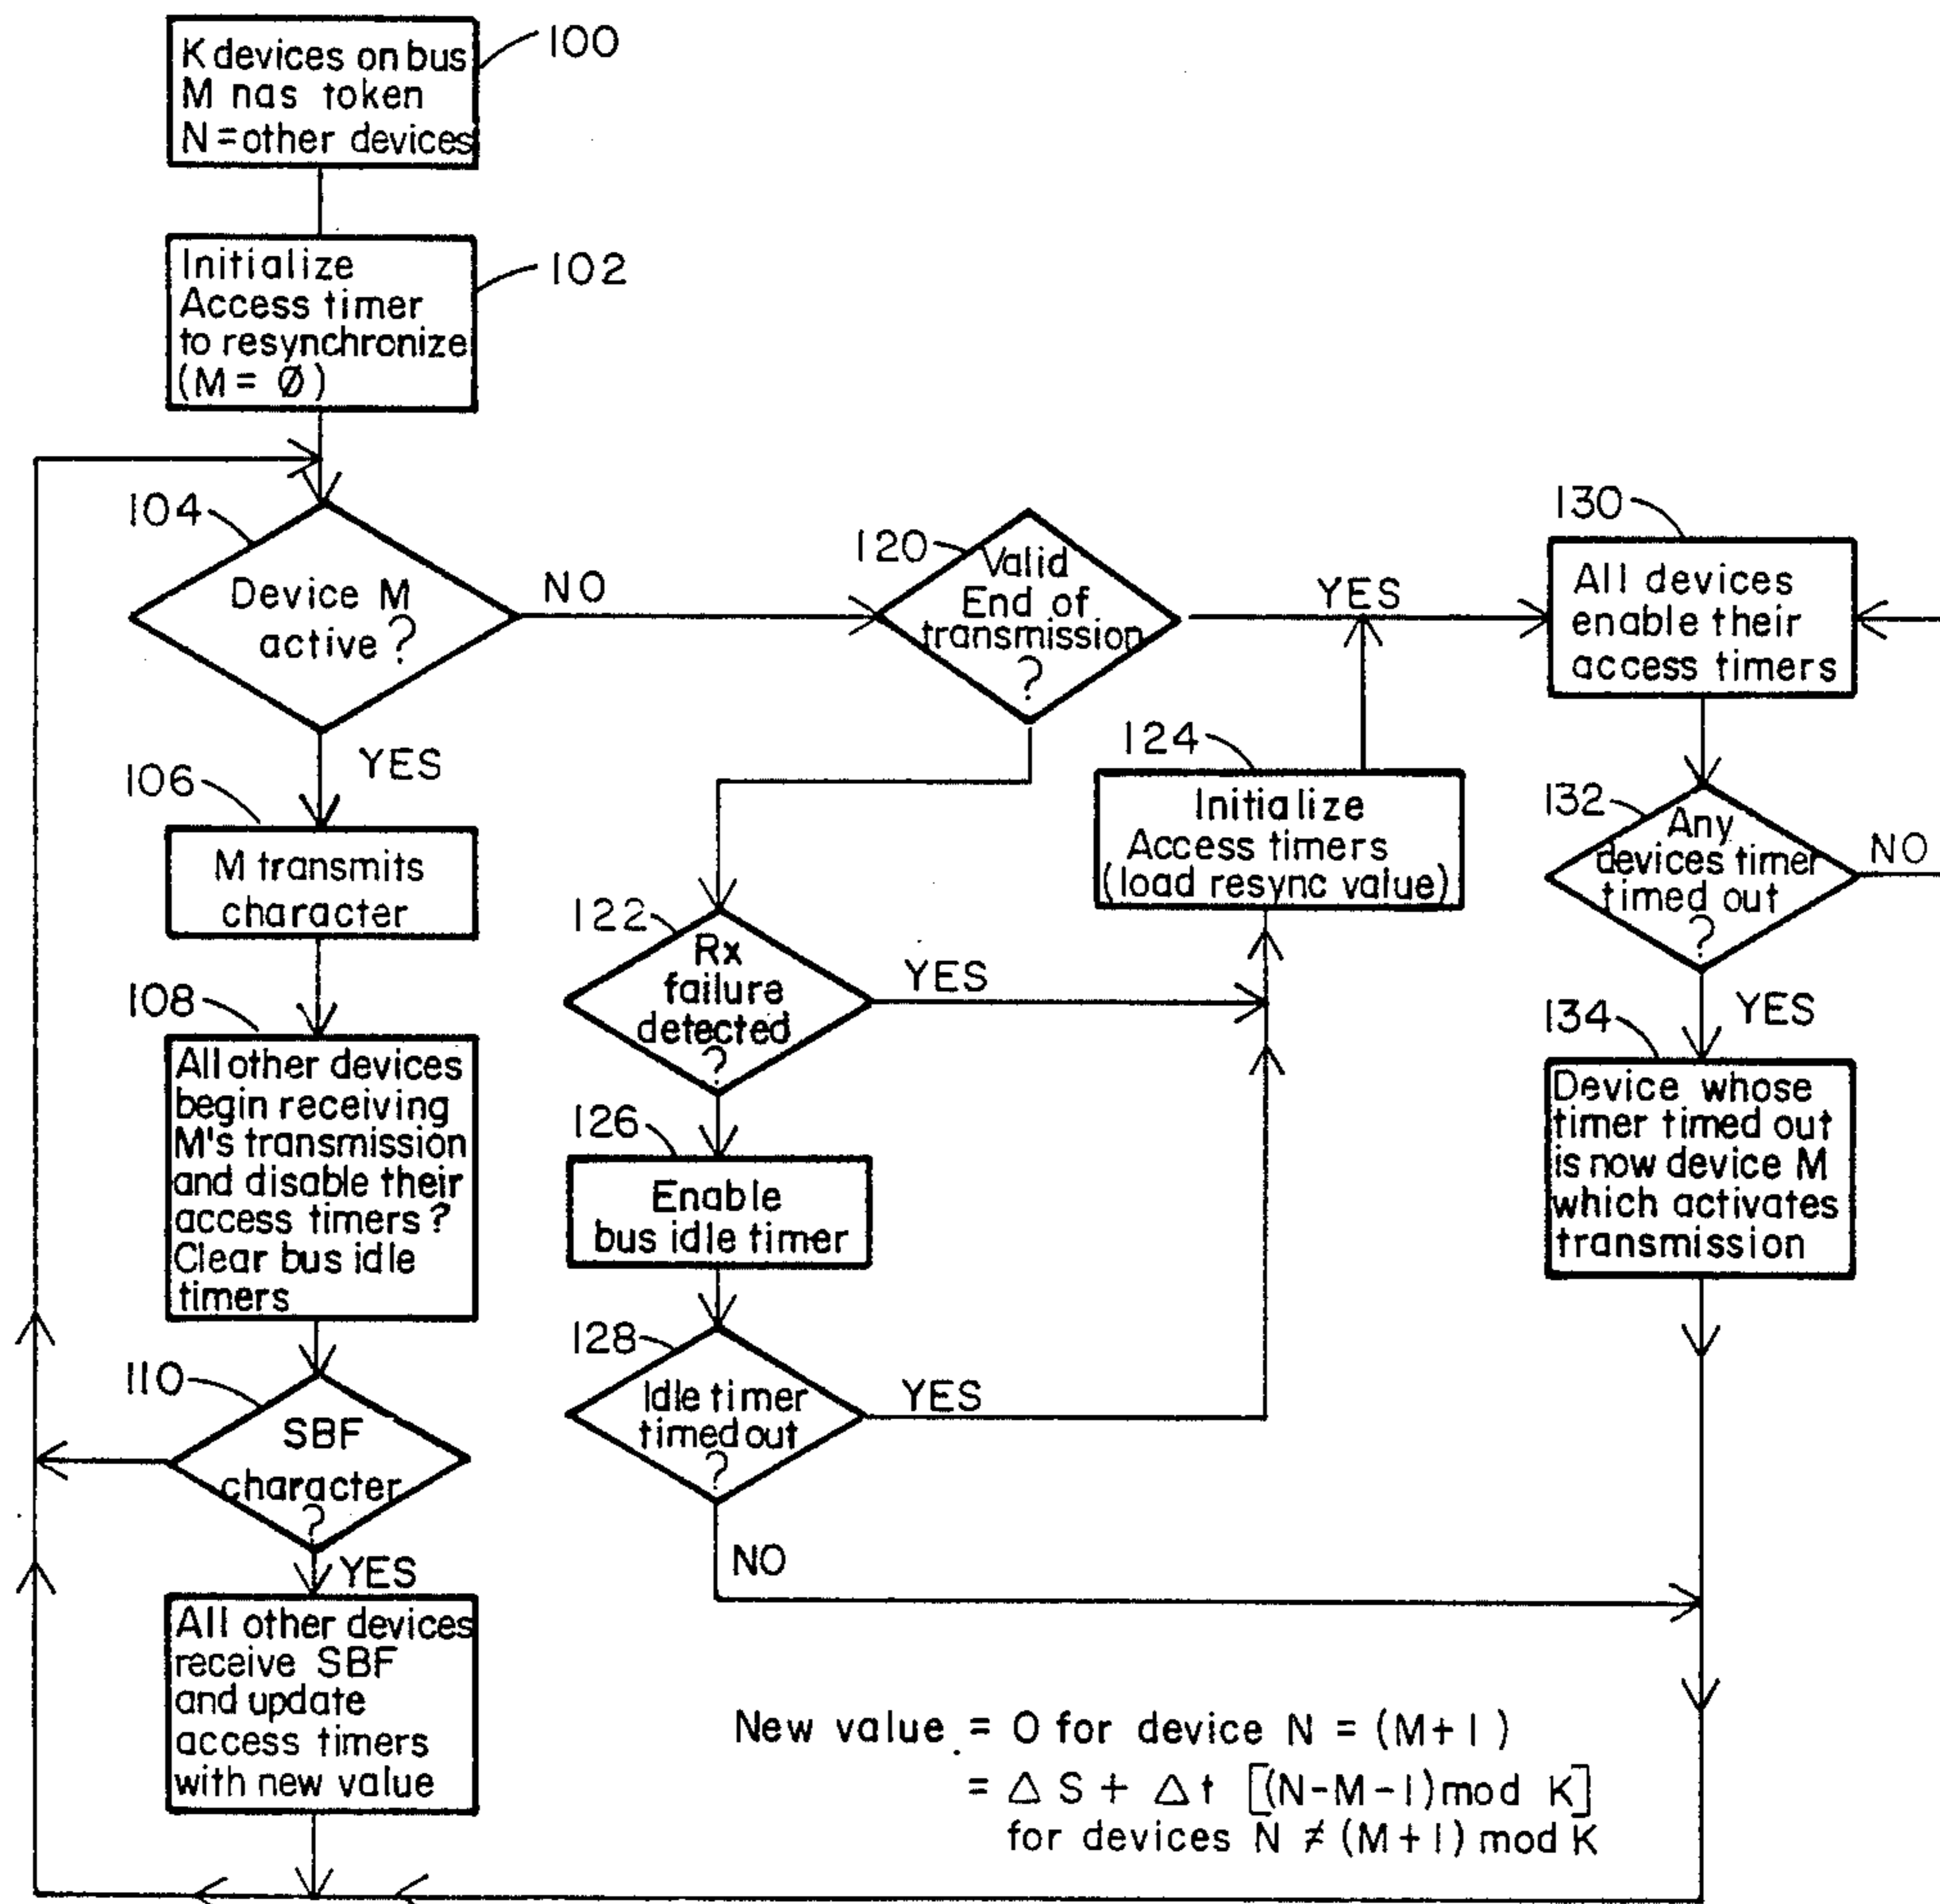 100
K devices on bus
M nas token
N = other devices
102
Initialize
Access timer
to resynchronize
(M = Ø)
104
Device M
active ?
NO
YES
106
M transmits
character
108
All other devices
begin receiving
M's transmission
and disable their
access timers ?
Clear bus idle
timers
110
SBF
character
?
YES
All other devices
receive SBF
and update
access timers
with new value
120
Valid
End of
transmission
?
YES
122
Rx
failure
detected
?
YES
124
Initialize
Access timers
(load resync value)
126
Enable
bus idle timer
128
Idle timer
timed out
?
YES
NO
130
All devices
enable their
access timers
132
Any
devices timer
timed out
?
NO
YES
134
Device whose
timer timed out
is now device M
which activates
transmission
New value = 0 for device N = (M+1)
= Δ S + Δ t [(N-M-1) mod K]
for devices N ≠ (M+1) mod K